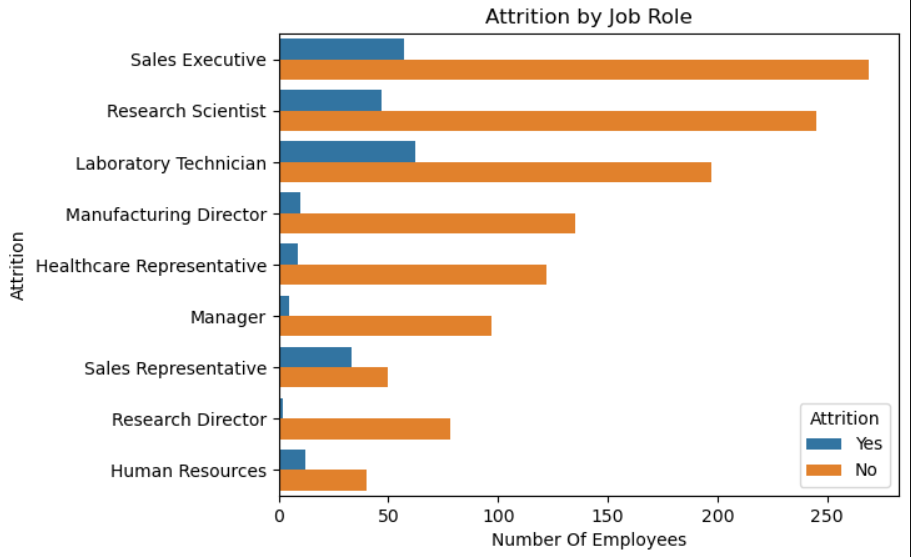 Attrition by Job Role
Sales Executive
Research Scientist
Laboratory Technician
Manufacturing Director
Healthcare Representative
Manager
Sales Representative
Research Director
Human Resources
Attrition
0 50 100 150 200 250
Number Of Employees
Attrition
Yes
No